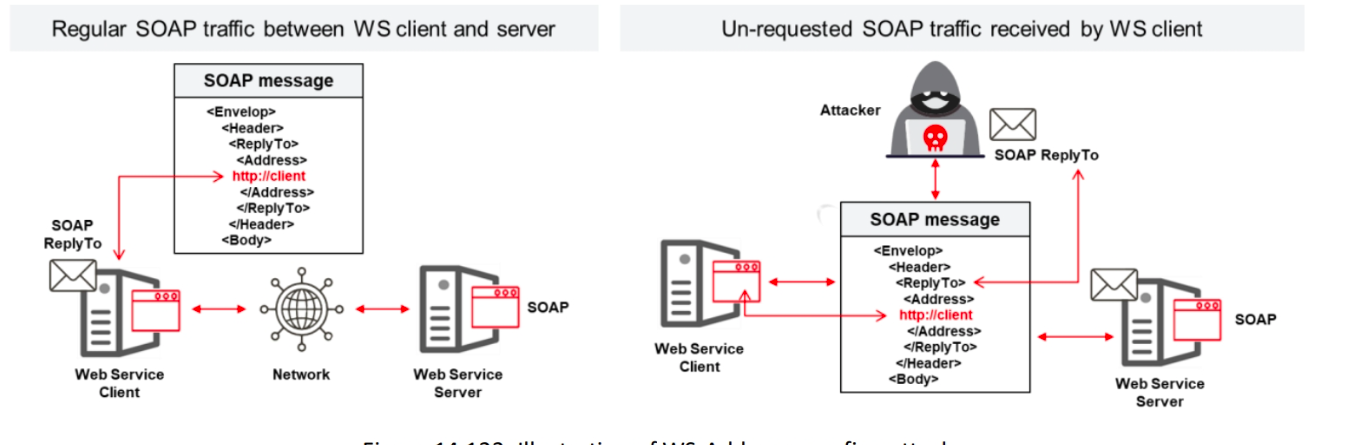 Regular SOAP traffic between WS client and server
SOAP message
<Envelop>
<Header>
<ReplyTo>
<Address>
http://client
</Address>
</ReplyTo>
</Header>
<Body>
SOAP
ReplyTo
SOAP
Web Service
Client
Network
Web Service
Server
Un-requested SOAP traffic received by WS client
Attacker
SOAP ReplyTo
SOAP message
<Envelop>
<Header>
<ReplyTo>
<Address>
http://client
</Address>
</ReplyTo>
</Header>
<Body>
Web Service
Client
SOAP
Web Service
Server